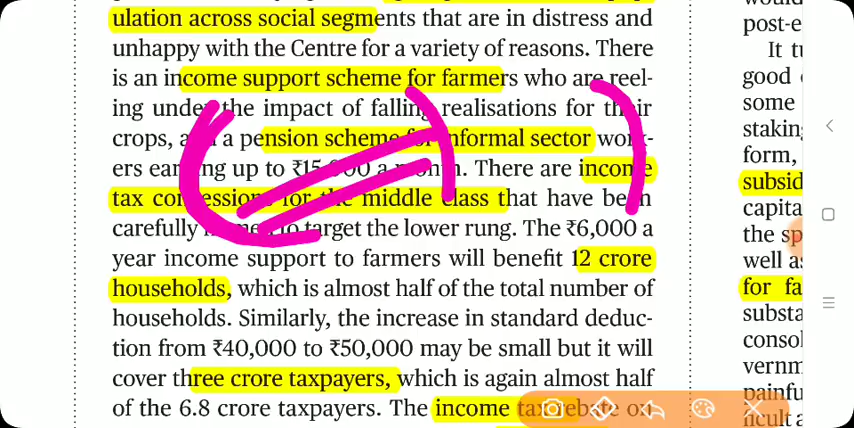 ulation across social segments that are in distress and
unhappy with the Centre for a variety of reasons. There
is an income support scheme for farmers who are reel-
ing under the impact of falling realisations for their
crops, and a pension scheme for informal sector work-
ers earning up to ₹15,000 a month. There are income
tax concessions for the middle class that have been
carefully to target the lower rung. The ₹6,000 a
year income support to farmers will benefit 12 crore
households, which is almost half of the total number of
households. Similarly, the increase in standard deduc-
tion from ₹40,000 to ₹50,000 may be small but it will
cover three crore taxpayers, which is again almost half
of the 6.8 crore taxpayers. The income tax rebate on
post-e
It tu
good
some
staking
form,
subsid
capita
the sp
well as
for fa
substa
consol
vernm
painfu
ficult a